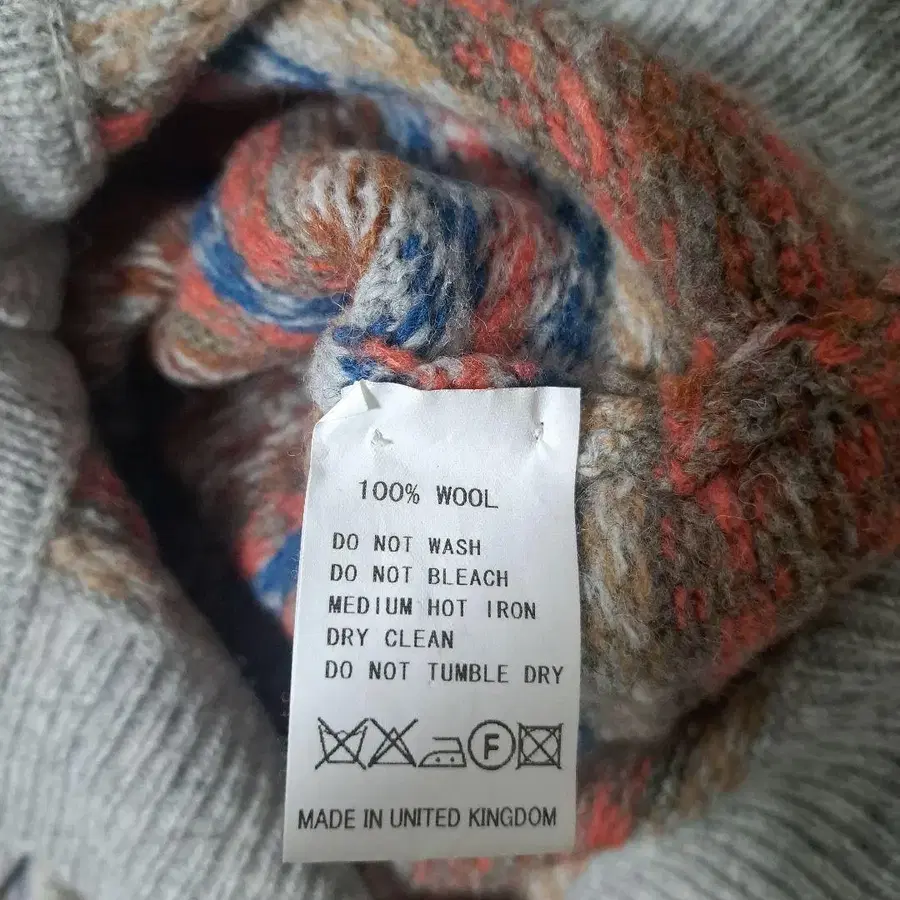 100% WOOL
DO NOT WASH
DO NOT BLEACH
MEDIUM HOT IRON
DRY CLEAN
DO NOT TUMBLE DRY
F
MADE IN UNITED KINGDOM